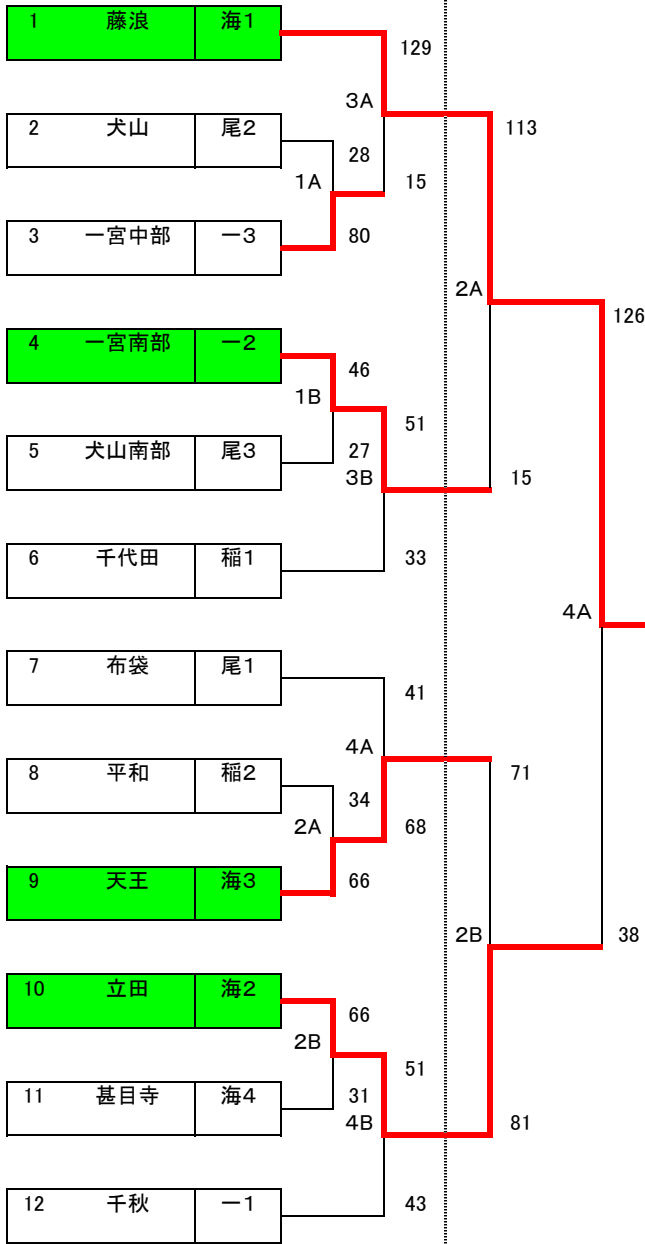 1 藤浪 海1
129
3A
2 犬山 尾2
113
28
1A
15
3 一宮中部 一3
80
2A
126
4 一宮南部 一2
46
1B
51
5 犬山南部 尾3
27
3B
15
6 千代田 稲1
33
4A
7 布袋 尾1
41
4A
8 平和 稲2
71
34
2A
68
9 天王 海3
66
2B
38
10 立田 海2
66
2B
51
11 甚目寺 海4
31
4B
81
12 千秋 一1
43